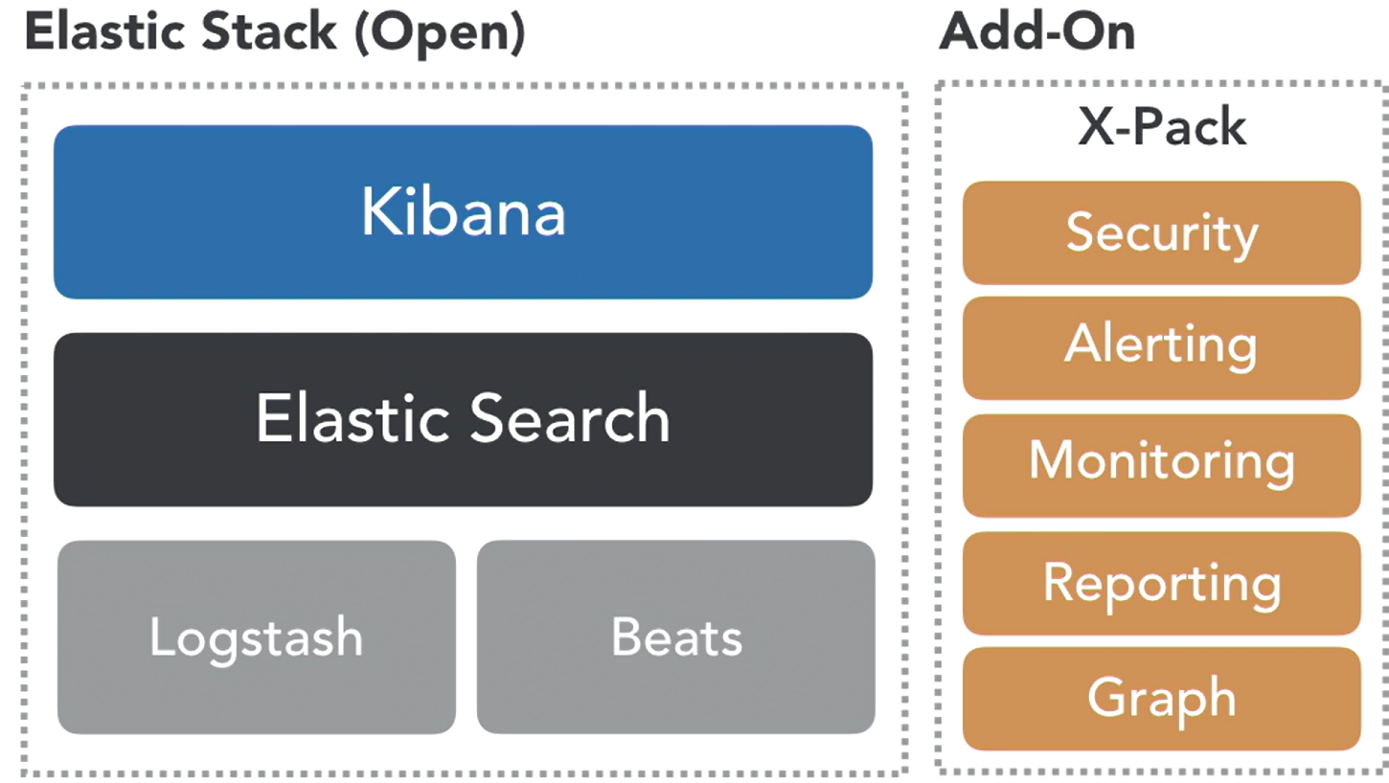 Elastic Stack (Open)
Kibana
Elastic Search
Logstash
Beats
Add-On
X-Pack
Security
Alerting
Monitoring
Reporting
Graph